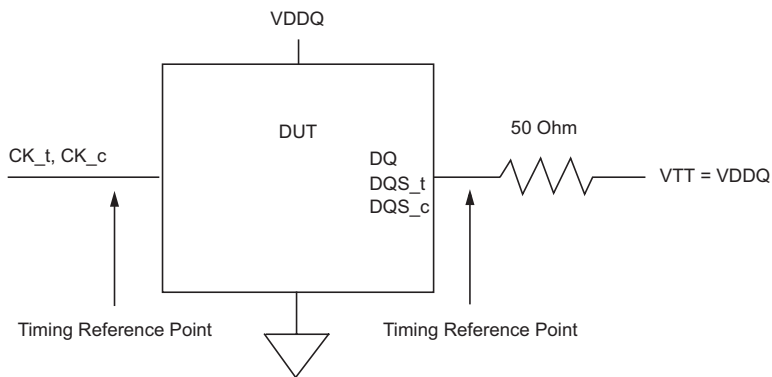 VDDQ
DUT
50 Ohm
CK_t, CK_c
DQ
DQS_t
DQS_c
VTT = VDDQ
Timing Reference Point
Timing Reference Point